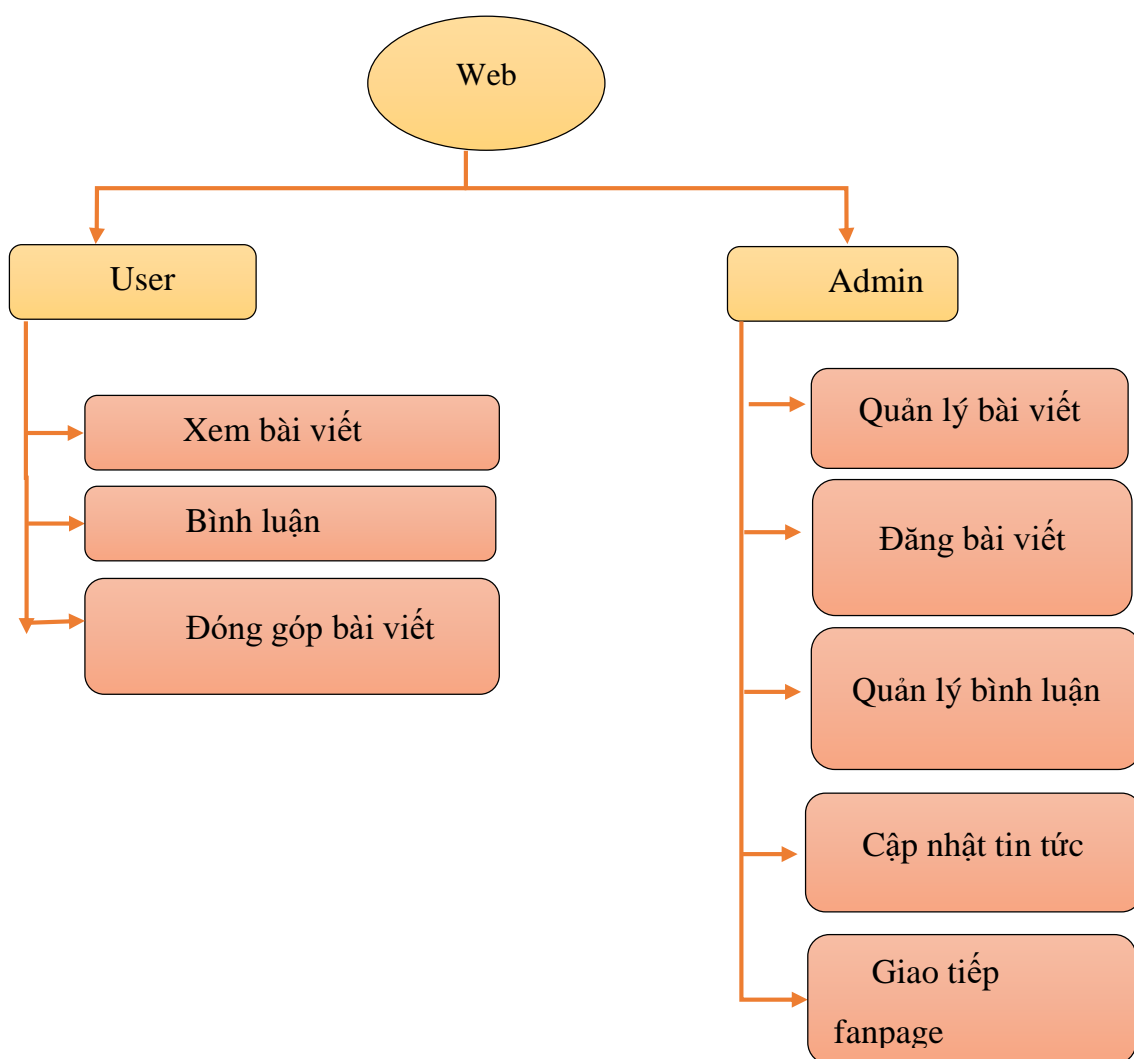 Web
User
Xem bài viết
Bình luận
Đóng góp bài viết
Admin
Quản lý bài viết
Đăng bài viết
Quản lý bình luận
Cập nhật tin tức
Giao tiếp
fanpage